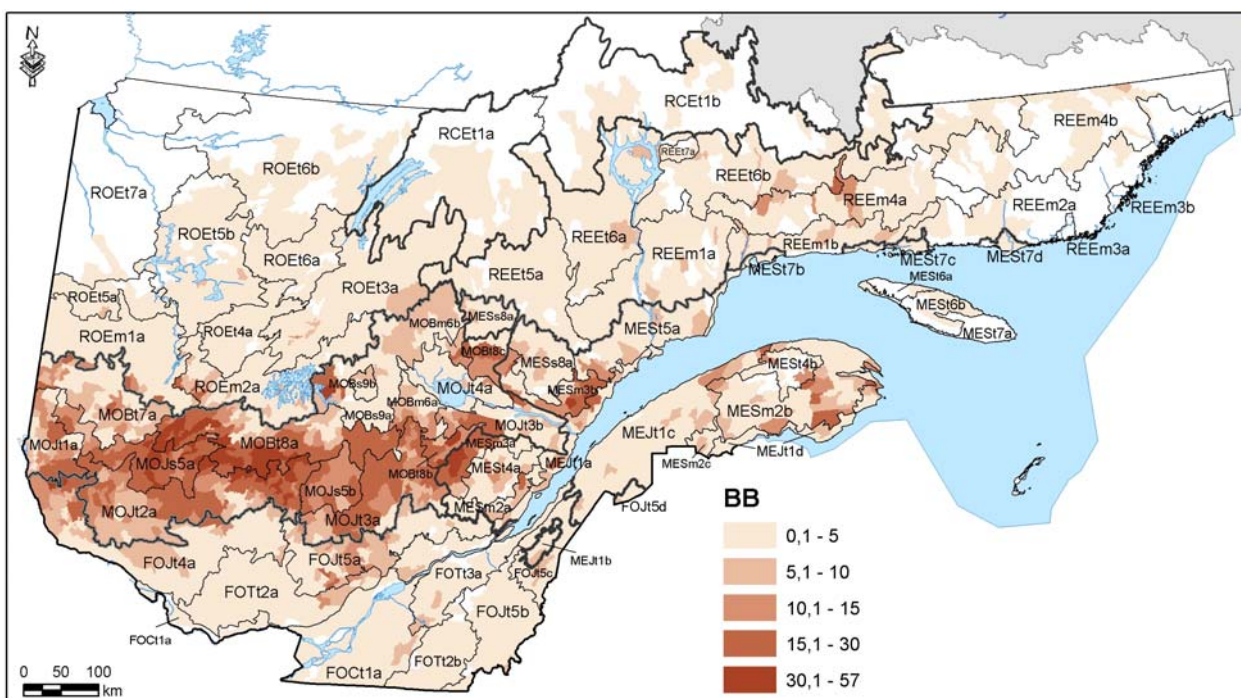 N
RCEt1b
REEm4b
RCEt1a
REEt7a
ROEt6b
REEt6b
ROEt7a
REEm4a
REEm2a
REEm3b
ROEt5b
REEt6a
REEm1a
REEm1b
REEm3a
ROEt6a
REEt5a
MESt7b
MESt7c
MESt7d
MESt6a
ROEt3a
MESt6b
ROEt5a
MOBm6b
MESs8a
MESt5a
MESt7a
ROEm1a
ROEt4a
MOBt8c
MESs8a
MESt4b
ROEm2a
MOBs9b
MOJt4a
MESm3b
MOBm6a
MOBt7a
MOBs9a
MESm2b
MOJt3b
MEJt1c
MOJt1a
MOBt8a
MESm3a
MOJs5a
MEJt1a
MEJt1d
MESt4a
MESm2c
MOBt8b
MOJs5b
MOJt2a
MESm2a
FOJt5d
MOJt3a
BB
0,1 - 5
FOJt4a
FOJt5a
MEJt1b
FOTt3a
FOJt5c
5,1 - 10
FOTt2a
FOJt5b
10,1 - 15
FOCt1a
15,1 - 30
FOTt2b
FOCt1a
30,1 - 57
0 50 100
km